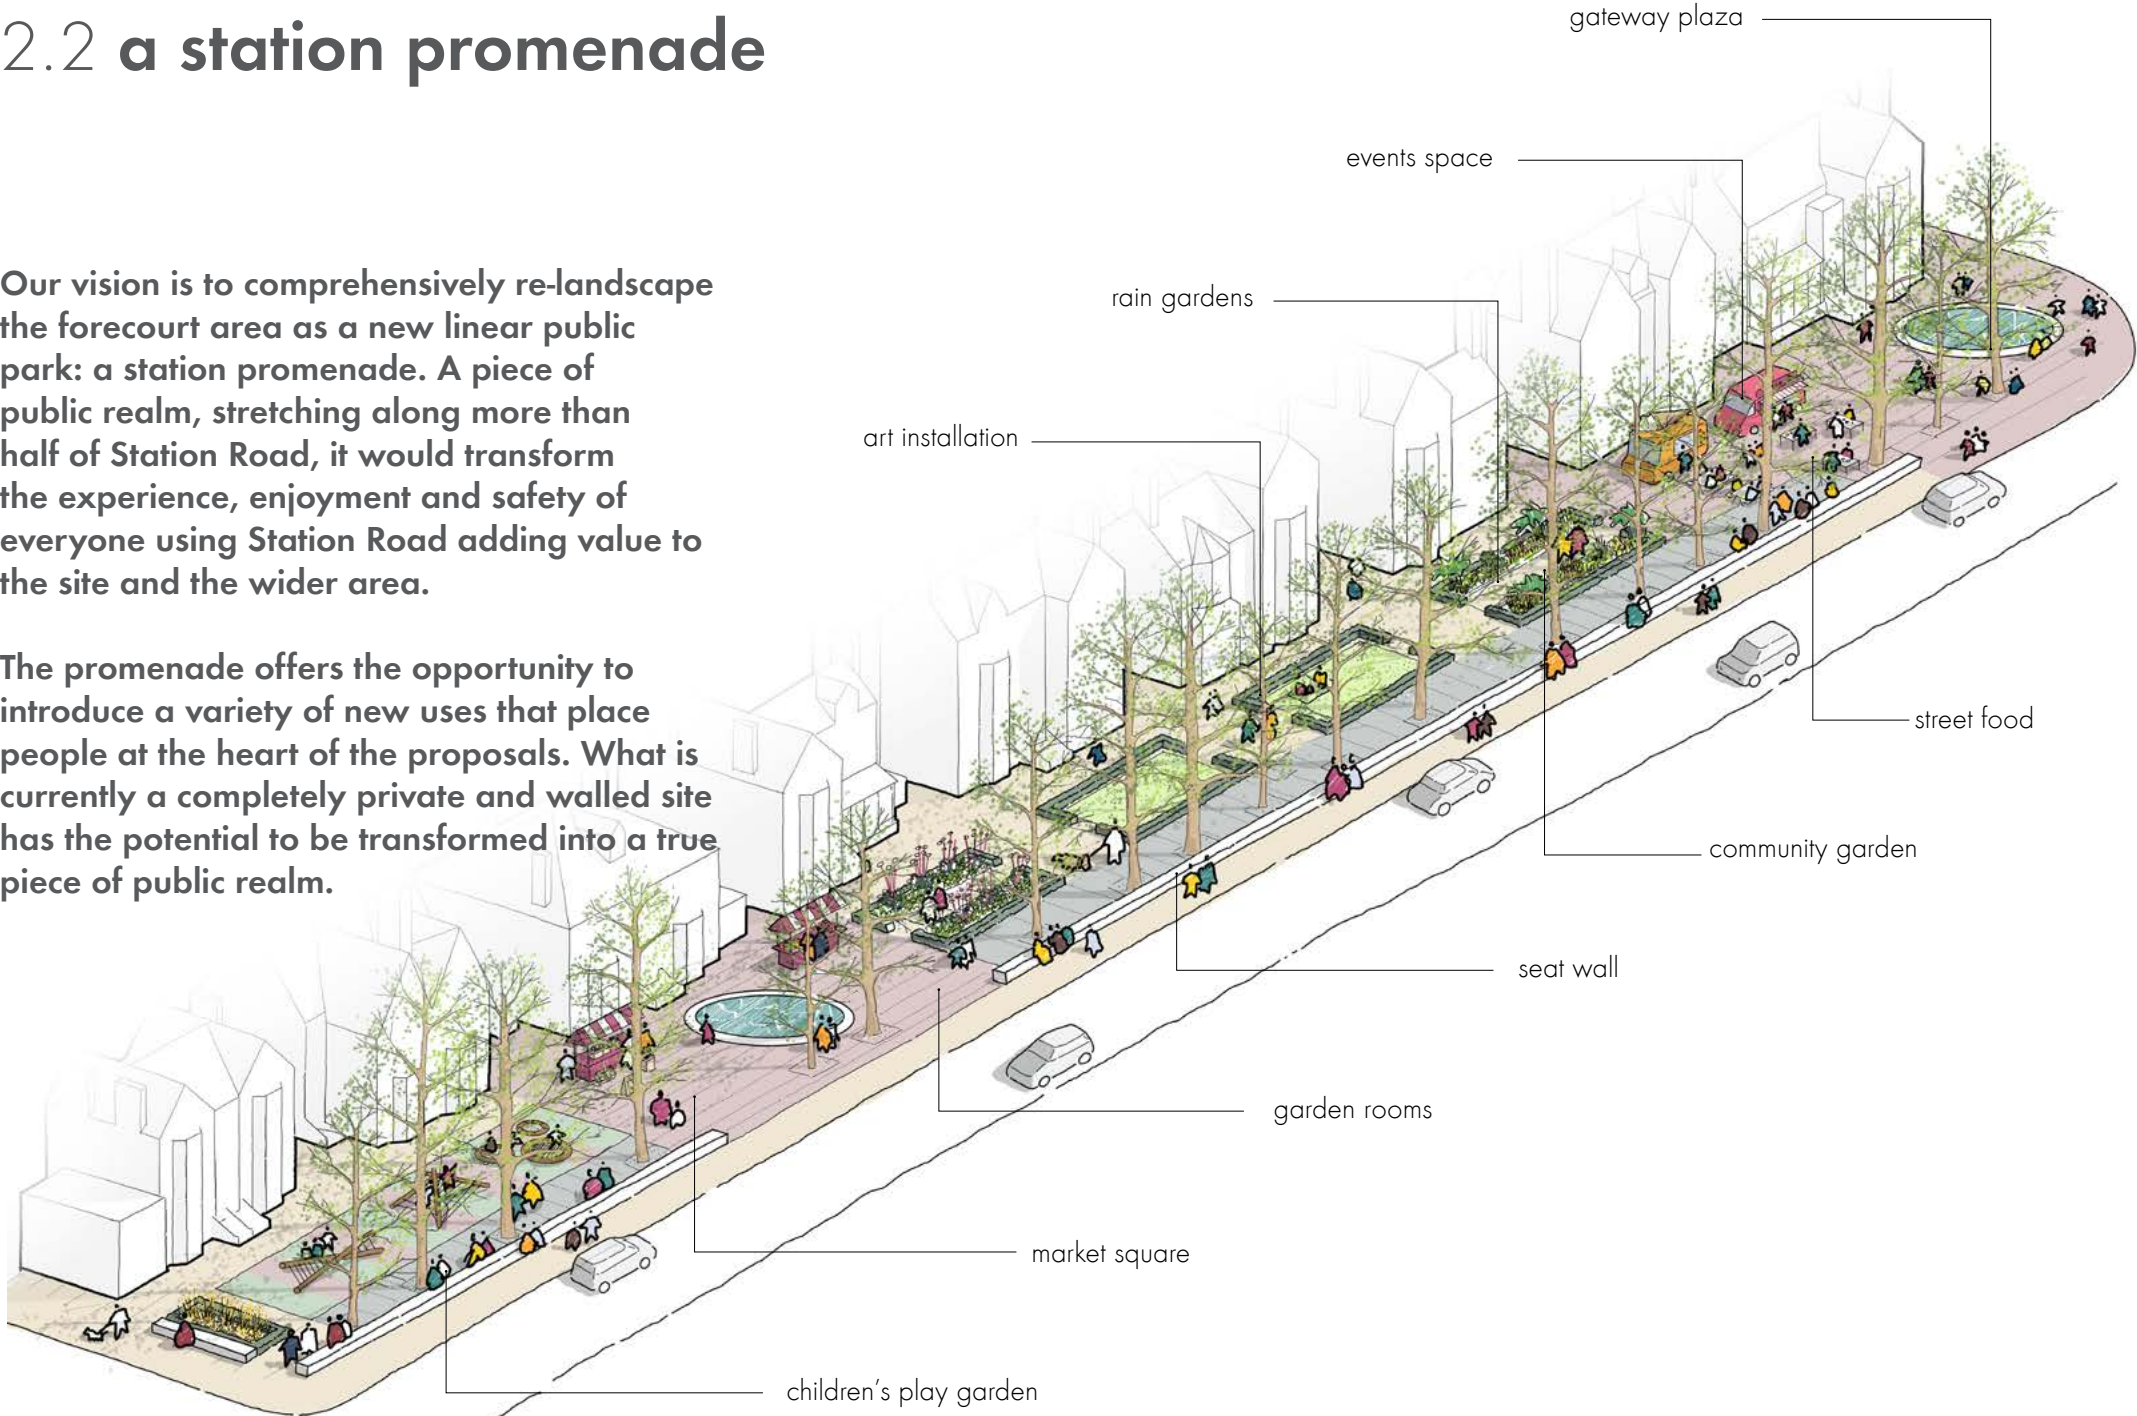 2.2 a station promenade
Our vision is to comprehensively re-landscape
the forecourt area as a new linear public
park: a station promenade. A piece of
public realm, stretching along more than
half of Station Road, it would transform
the experience, enjoyment and safety of
everyone using Station Road adding value to
the site and the wider area.
The promenade offers the opportunity to
introduce a variety of new uses that place
people at the heart of the proposals. What is
currently a completely private and walled site
has the potential to be transformed into a true
piece of public realm.
gateway plaza
events space
rain gardens
art installation
street food
community garden
seat wall
garden rooms
market square
children’s play garden